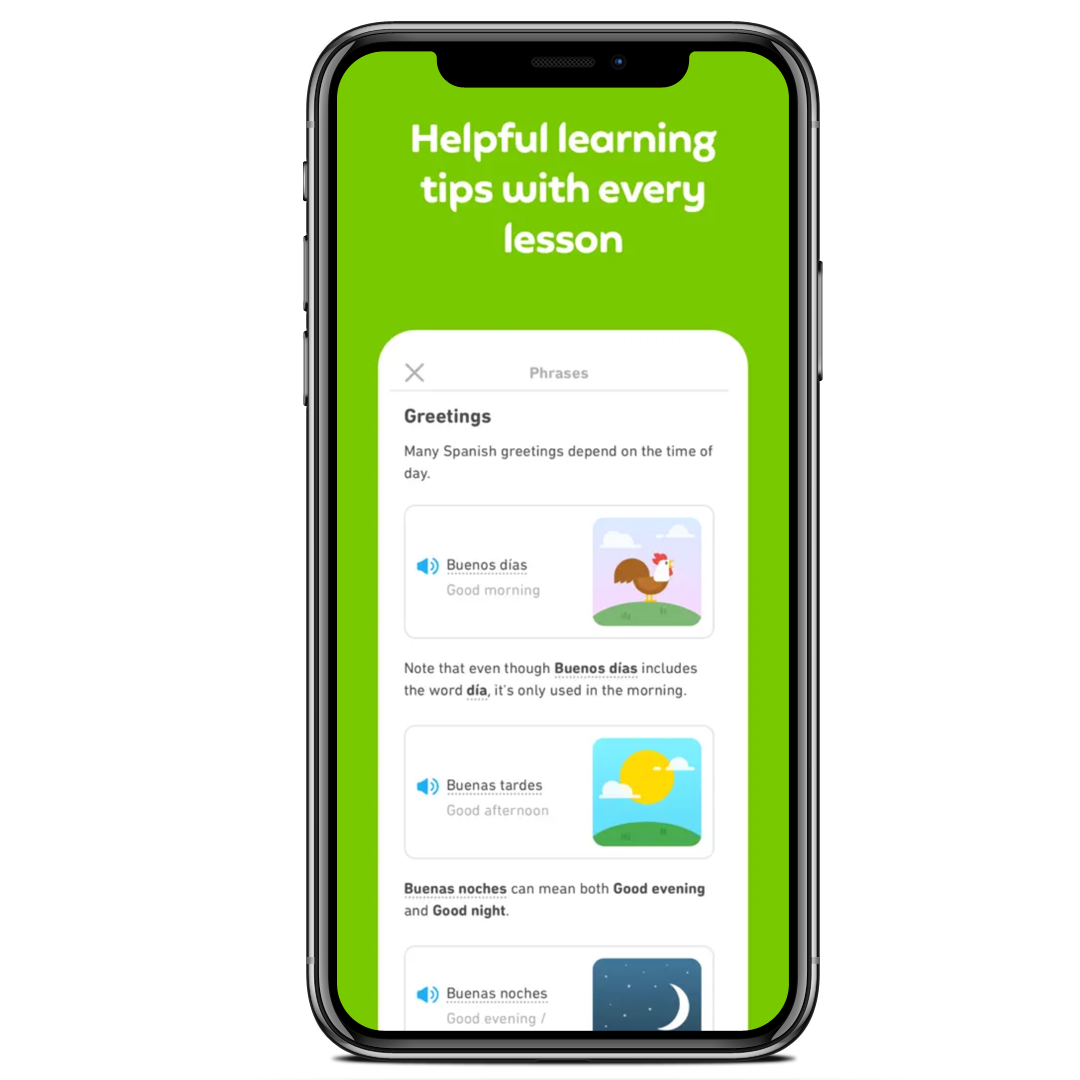 Helpful learning
tips with every
lesson
Phrases
Greetings
Many Spanish greetings depend on the time of
day.
Buenos días
Good morning
Note that even though Buenos días includes
the word día, it's only used in the morning.
Buenas tardes
Good afternoon
Buenas noches can mean both Good evening
and Good night.
Buenas noches
Good evening /